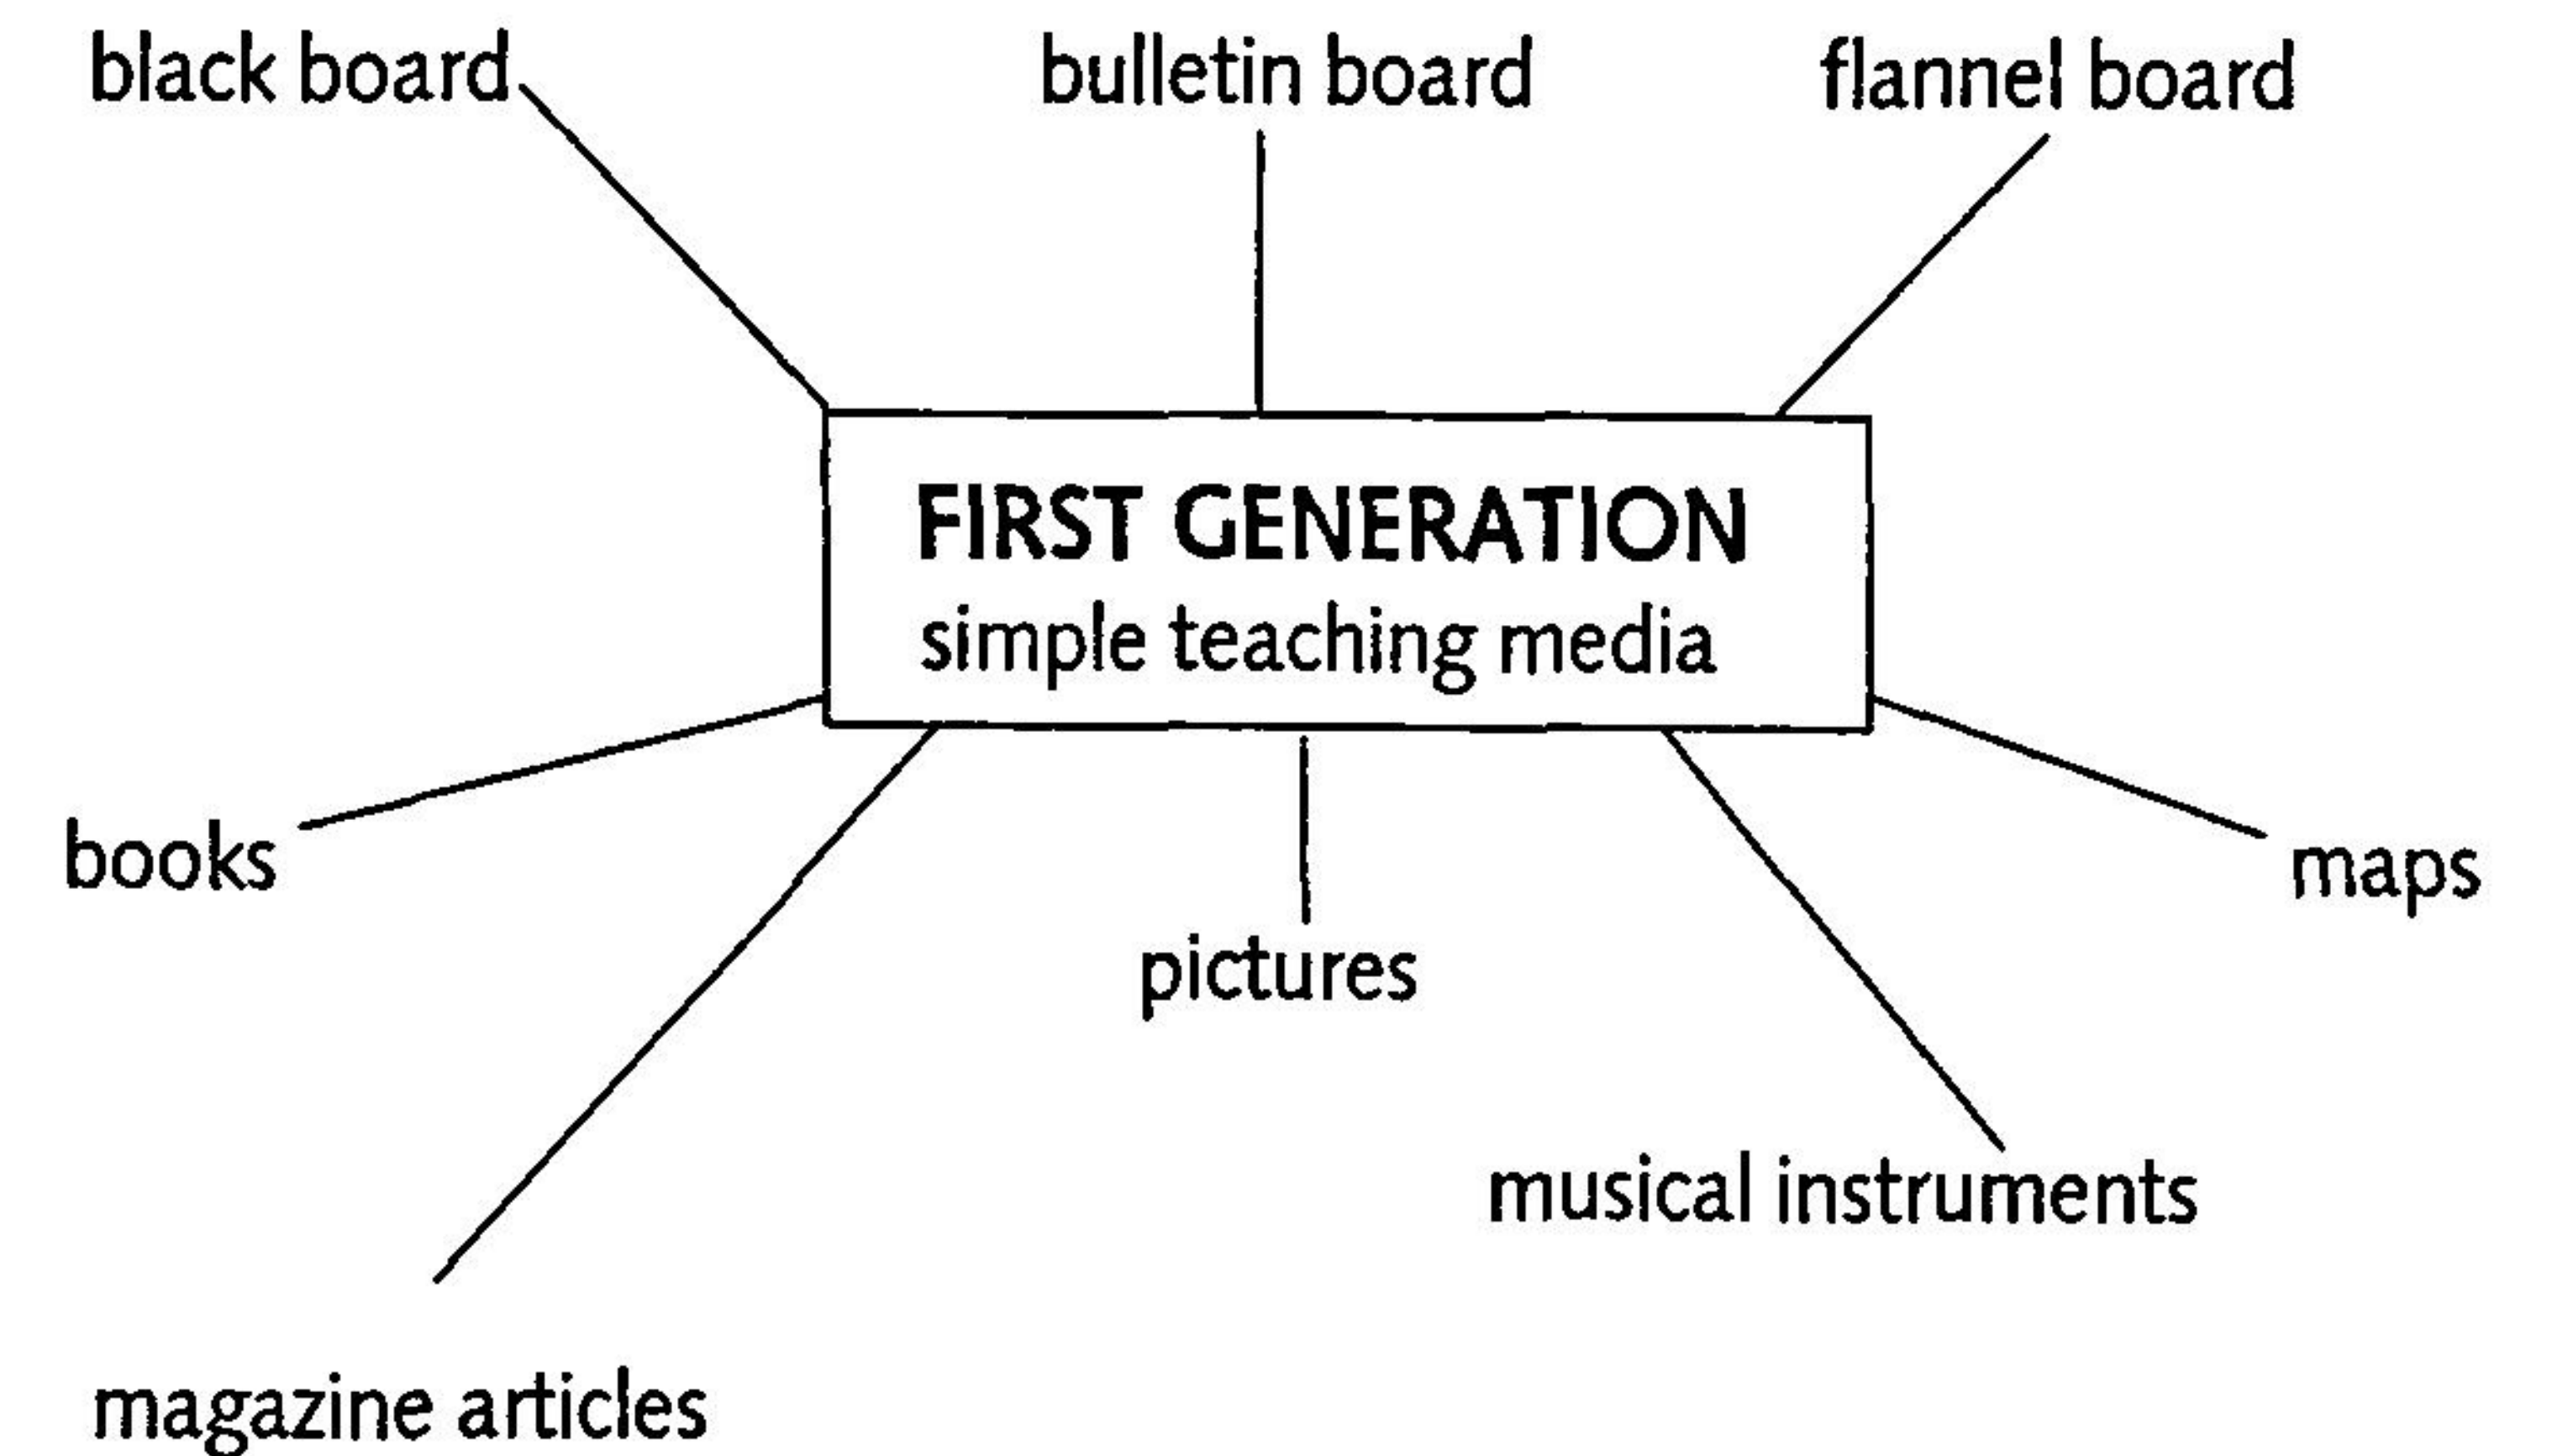 black board
bulletin board
flannel board
FIRST GENERATION
simple teaching media
books
maps
pictures
musical instruments
magazine articles